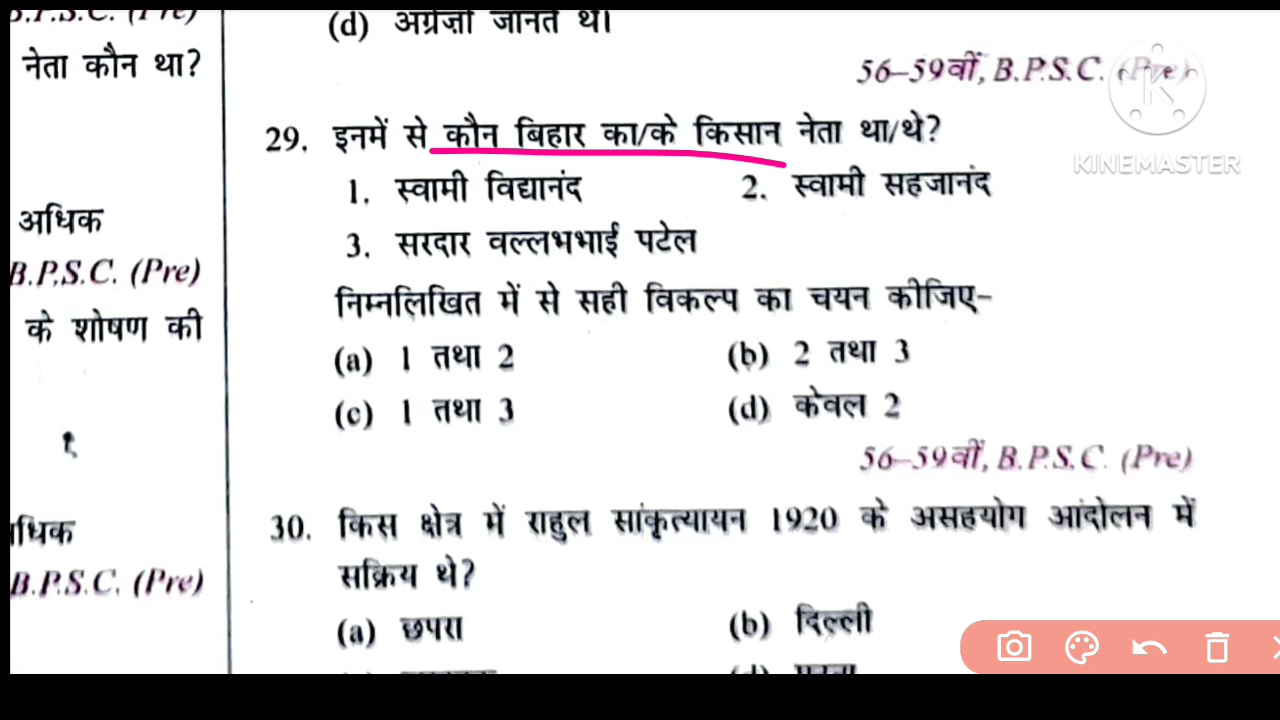 B.P.S.C. (Pre)
नेता कौन था?
अधिक
B.P.S.C. (Pre)
के शोषण की
B.P.S.C. (Pre)
(d) अंग्रेज़ी जानते थे।
56–59वीं, B.P.S.C. (Pre)
KINEMASTER
29. इनमें से कौन बिहार का/के किसान नेता था/थे?
1. स्वामी विद्यानंद 2. स्वामी सहजानंद
3. सरदार वल्लभभाई पटेल
निम्नलिखित में से सही विकल्प का चयन कीजिए–
(a) 1 तथा 2 (b) 2 तथा 3
(c) 1 तथा 3 (d) केवल 2
56–59वीं, B.P.S.C. (Pre)
30. किस क्षेत्र में राहुल सांकृत्यायन 1920 के असहयोग आंदोलन में
सक्रिय थे?
(a) छपरा (b) दिल्ली